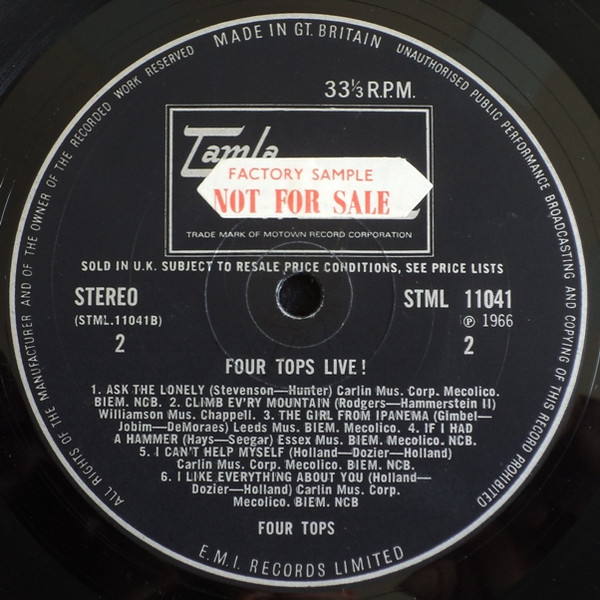 MADE IN GT. BRITAIN
UNAUTHORISED PUBLIC PERFORMANCE BROADCASTING AND COPYING OF THIS RECORD PROHIBITED
ALL RIGHTS OF THE MANUFACTURER AND OF THE OWNER OF THE RECORDED WORK RESERVED
33⅓ R.P.M.
Tamla
FACTORY SAMPLE
NOT FOR SALE
TRADE MARK OF MOTOWN RECORD CORPORATION
SOLD IN U.K. SUBJECT TO RESALE PRICE CONDITIONS, SEE PRICE LISTS
STEREO STML 11041
(STML.11041B) ℗ 1966
2 2
FOUR TOPS LIVE!
1. ASK THE LONELY (Stevenson—Hunter) Carlin Mus. Corp. Mecolico.
BIEM. NCB. 2. CLIMB EV'RY MOUNTAIN (Rodgers—Hammerstein II)
Williamson Mus. Chappell. 3. THE GIRL FROM IPANEMA (Gimbel—
Jobim—DeMoraes) Leeds Mus. BIEM. Mecolico. 4. IF I HAD
A HAMMER (Hays—Seegar) Essex Mus. BIEM. Mecolico. NCB.
5. I CAN'T HELP MYSELF (Holland—Dozier—Holland)
Carlin Mus. Corp. Mecolico. BIEM. NCB.
6. I LIKE EVERYTHING ABOUT YOU (Holland—
Dozier—Holland) Carlin Mus. Corp.
Mecolico. BIEM. NCB
FOUR TOPS
E.M.I. RECORDS LIMITED